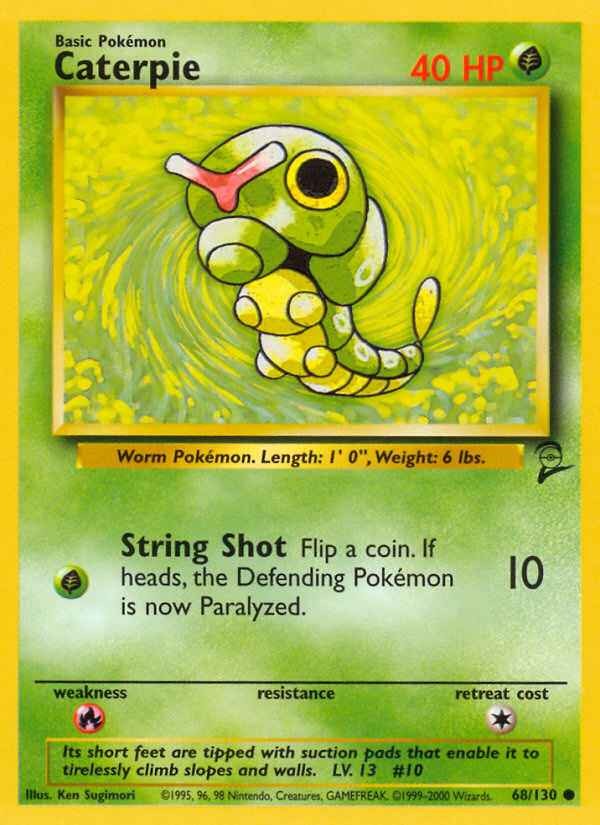 Basic Pokémon
Caterpie
40 HP
Worm Pokémon. Length: 1' 0", Weight: 6 lbs.
String Shot Flip a coin. If
heads, the Defending Pokémon
is now Paralyzed.
10
weakness
resistance
retreat cost
Its short feet are tipped with suction pads that enable it to
tirelessly climb slopes and walls. LV. 13 #10
Illus. Ken Sugimori ©1995, 96, 98 Nintendo, Creatures, GAMEFREAK. ©1999-2000 Wizards. 68/130